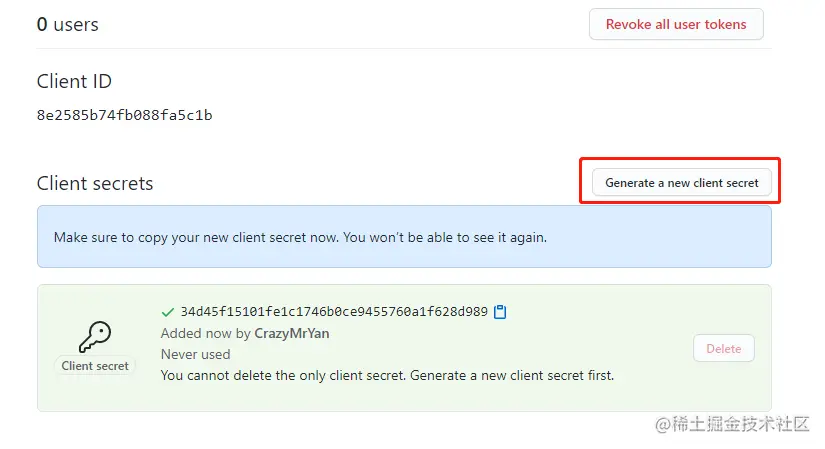 0 users
Revoke all user tokens
Client ID
8e2585b74fb088fa5c1b
Client secrets
Generate a new client secret
Make sure to copy your new client secret now. You won't be able to see it again.
34d45f15101fe1c1746b0ce9455760a1f628d989
Added now by CrazyMrYan
Never used
Client secret
You cannot delete the only client secret. Generate a new client secret first.
Delete
@稀土掘金技术社区